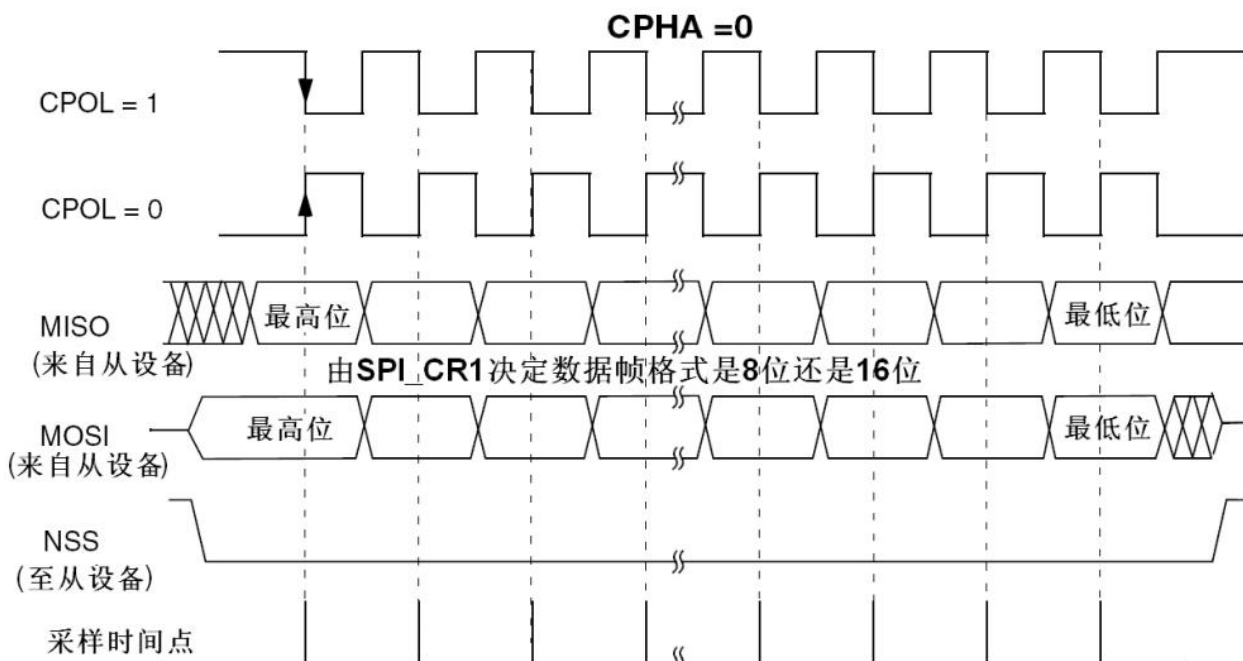 CPHA =0
CPOL = 1
CPOL = 0
MISO
(来自从设备)
最高位
最低位
由SPI_CR1决定数据帧格式是8位还是16位
MOSI
(来自从设备)
最高位
最低位
NSS
(至从设备)
采样时间点